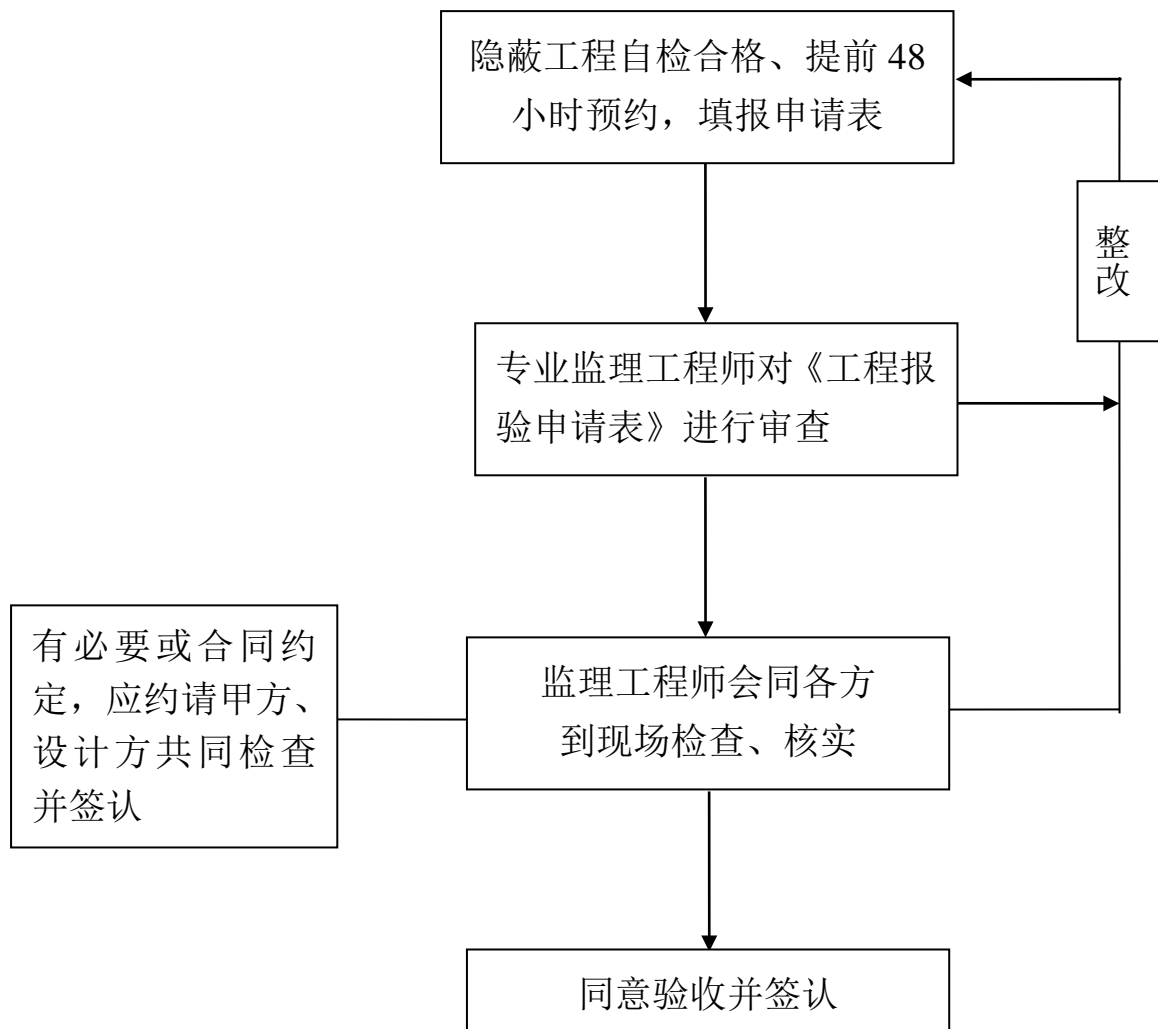 隐蔽工程自检合格、提前 48
小时预约，填报申请表
整
改
专业监理工程师对《工程报
验申请表》进行审查
有必要或合同约
定，应约请甲方、
设计方共同检查
并签认
监理工程师会同各方
到现场检查、核实
同意验收并签认